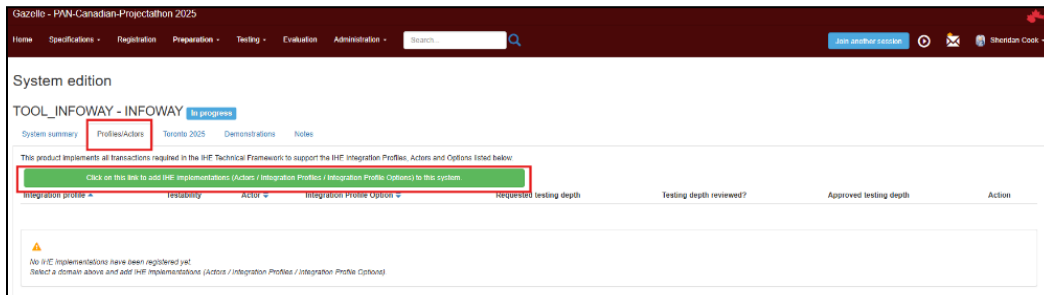 Gazelle - PAN-Canadian-Projectathon 2025
Home Specifications Registration Preparation Testing Evaluation Administration Search... Join another session Sheridan Cook
System edition
TOOL_INFOWAY - INFOWAY In progress
System summary Profiles/Actors Toronto 2025 Demonstrations Notes
This product implements all transactions required in the IHE Technical Framework to support the IHE Integration Profiles, Actors and Options listed below
Click on this link to add IHE implementations (Actors / Integration Profiles / Integration Profile Options) to this system
Integration profile Testability Actor Integration Profile Option Requested testing depth Testing depth reviewed? Approved testing depth Action
No IHE implementations have been registered yet.
Select a domain above and add IHE implementations (Actors / Integration Profiles / Integration Profile Options).